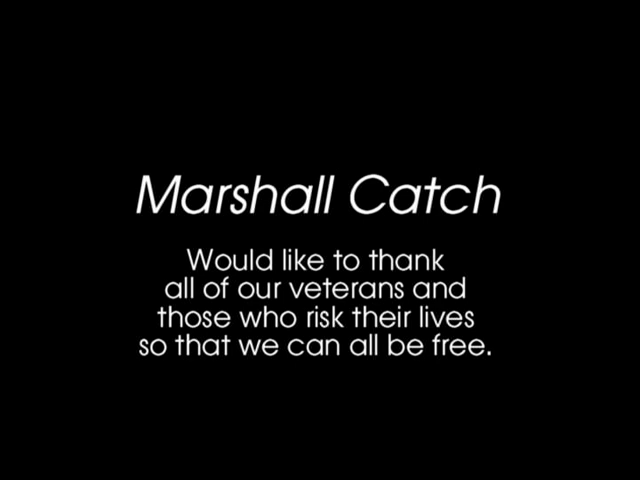 Marshall Catch
Would like to thank
all of our veterans and
those who risk their lives
so that we can all be free.